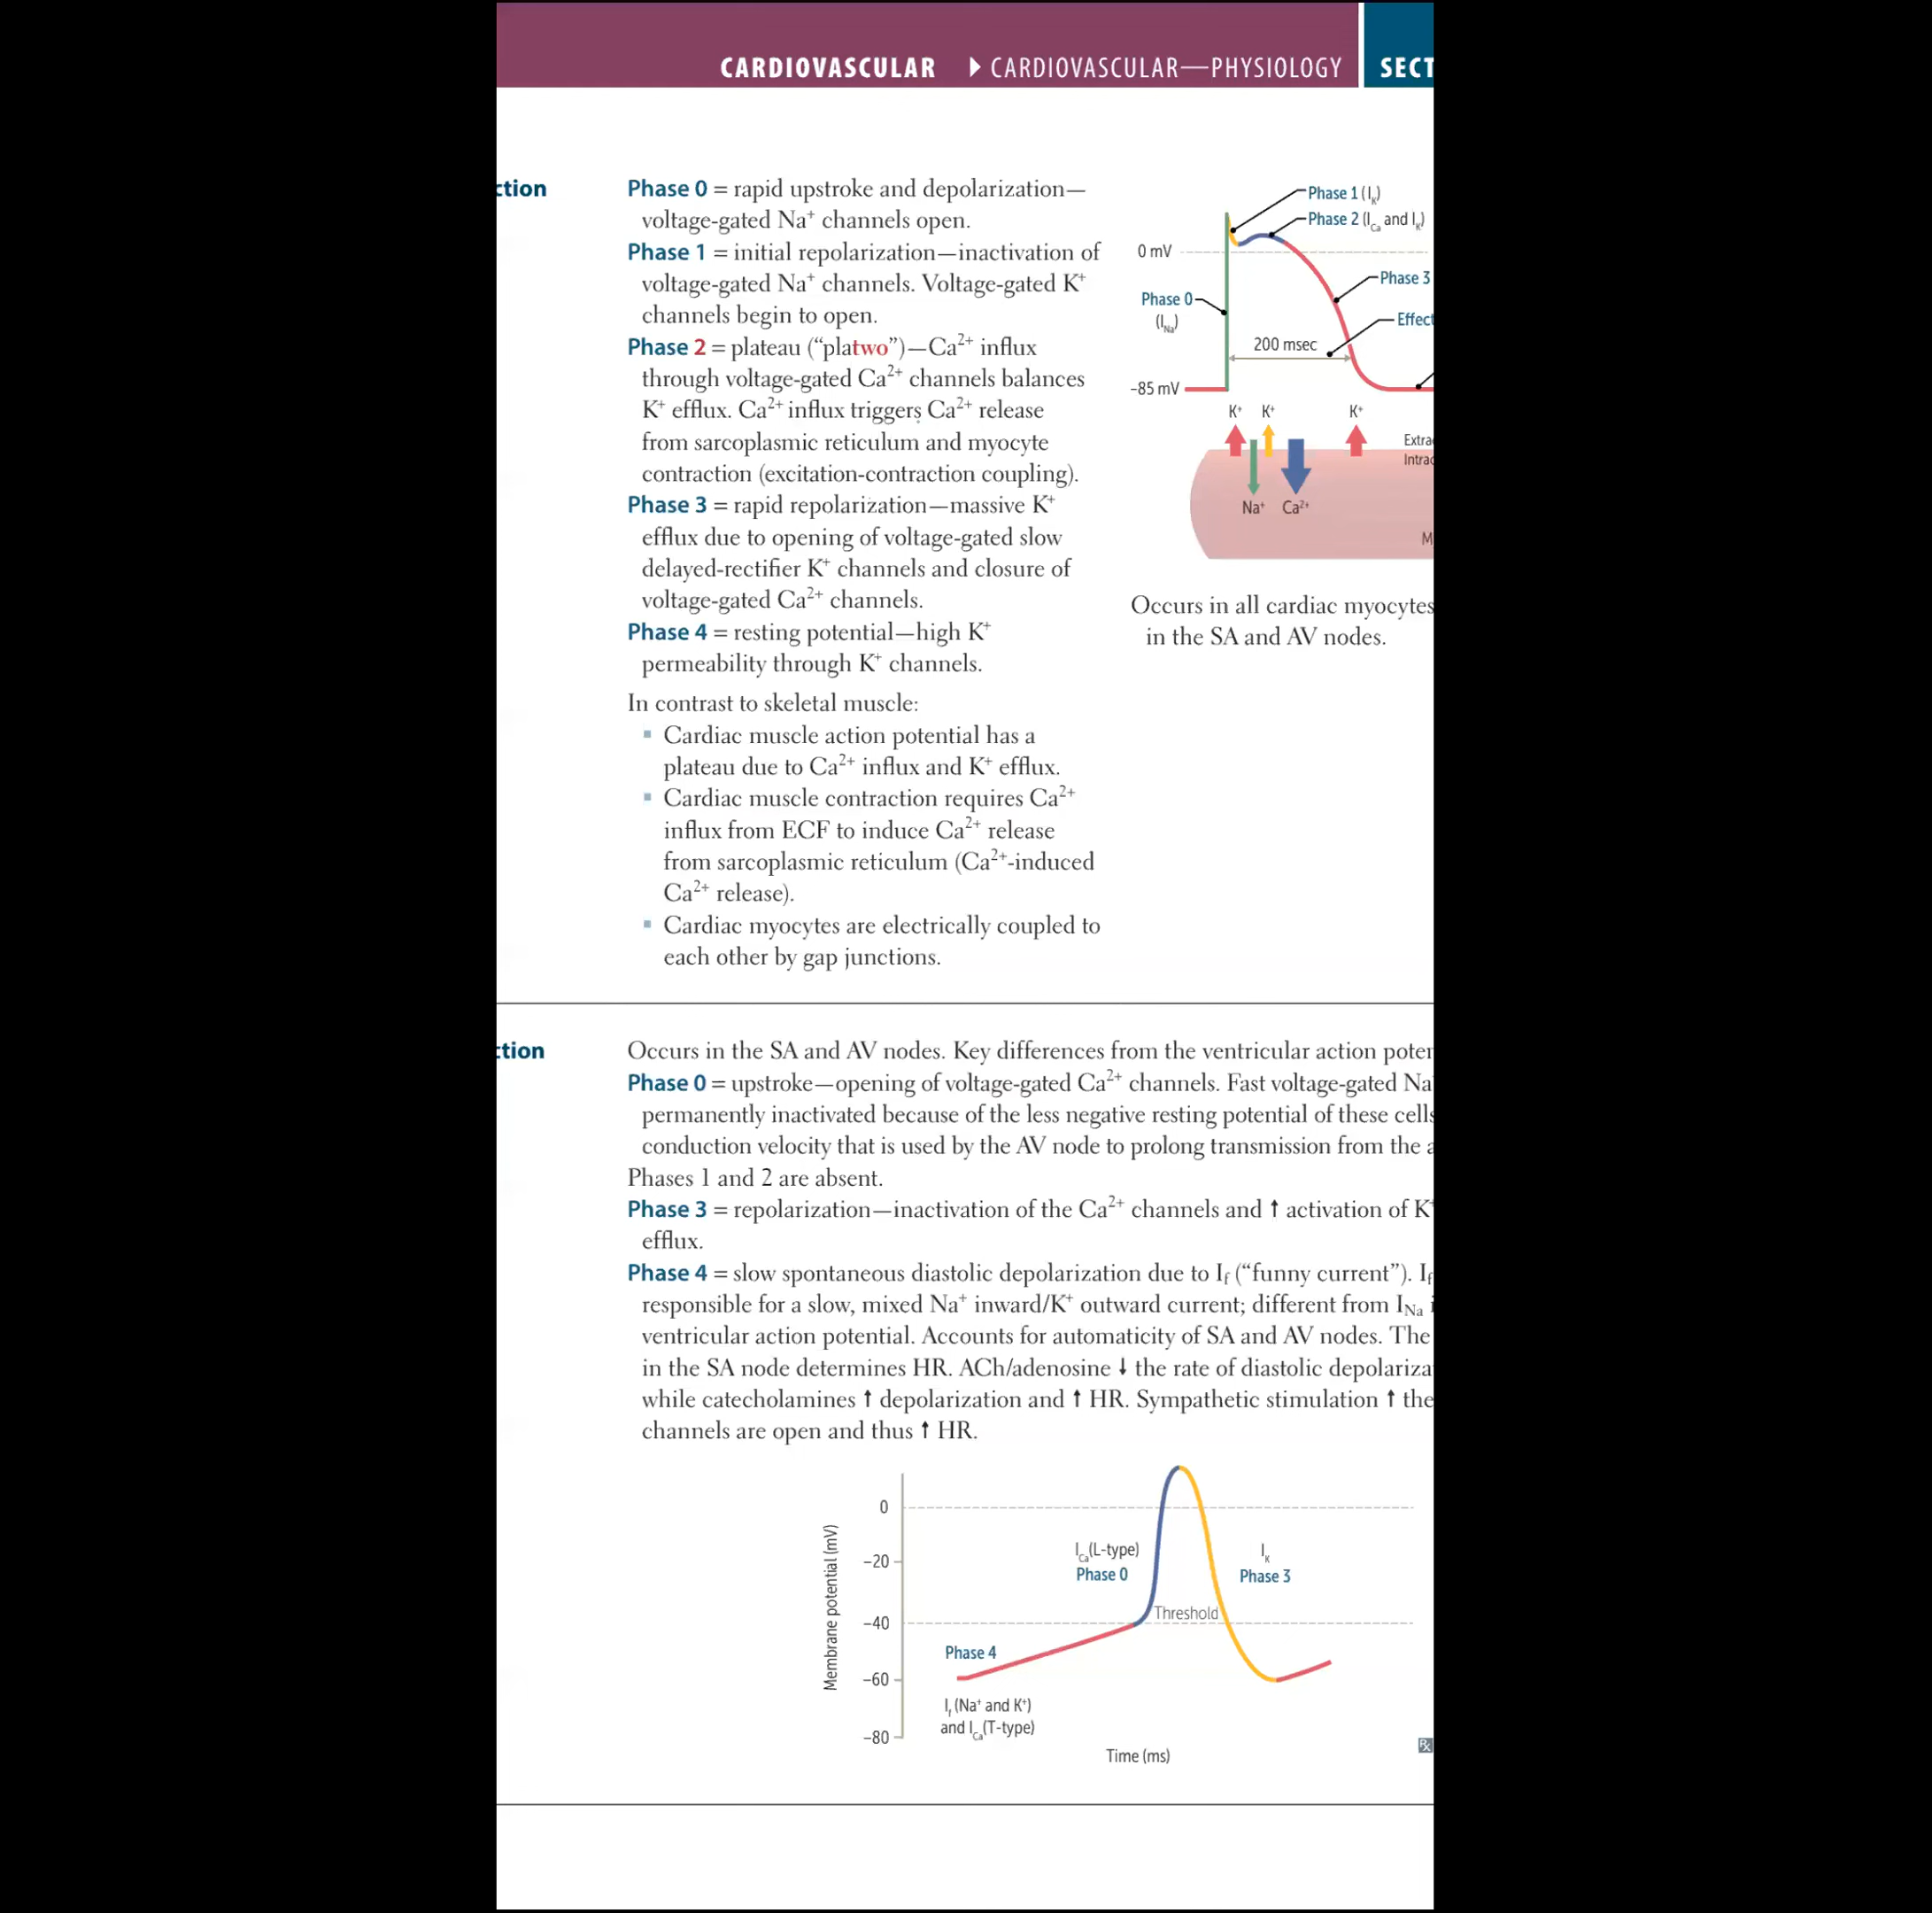 CARDIOVASCULAR ▶ CARDIOVASCULAR—PHYSIOLOGY
SECT
ction
Phase 0 = rapid upstroke and depolarization—
voltage-gated Na⁺ channels open.
Phase 1 = initial repolarization—inactivation of
voltage-gated Na⁺ channels. Voltage-gated K⁺
channels begin to open.
Phase 2 = plateau (“platwo”)—Ca²⁺ influx
through voltage-gated Ca²⁺ channels balances
K⁺ efflux. Ca²⁺ influx triggers Ca²⁺ release
from sarcoplasmic reticulum and myocyte
contraction (excitation-contraction coupling).
Phase 3 = rapid repolarization—massive K⁺
efflux due to opening of voltage-gated slow
delayed-rectifier K⁺ channels and closure of
voltage-gated Ca²⁺ channels.
Phase 4 = resting potential—high K⁺
permeability through K⁺ channels.
In contrast to skeletal muscle:
▪ Cardiac muscle action potential has a
plateau due to Ca²⁺ influx and K⁺ efflux.
▪ Cardiac muscle contraction requires Ca²⁺
influx from ECF to induce Ca²⁺ release
from sarcoplasmic reticulum (Ca²⁺-induced
Ca²⁺ release).
▪ Cardiac myocytes are electrically coupled to
each other by gap junctions.
Phase 1 (I_K)
Phase 2 (I_Ca and I_K)
0 mV
Phase 3
Phase 0
(I_Na)
Effect
200 msec
–85 mV
K⁺ K⁺ K⁺
Extra
Intrac
Na⁺ Ca²⁺
M
Occurs in all cardiac myocytes
in the SA and AV nodes.
ction
Occurs in the SA and AV nodes. Key differences from the ventricular action poten
Phase 0 = upstroke—opening of voltage-gated Ca²⁺ channels. Fast voltage-gated Na
permanently inactivated because of the less negative resting potential of these cells
conduction velocity that is used by the AV node to prolong transmission from the a
Phases 1 and 2 are absent.
Phase 3 = repolarization—inactivation of the Ca²⁺ channels and ↑ activation of K⁺
efflux.
Phase 4 = slow spontaneous diastolic depolarization due to I_f (“funny current”). I_f
responsible for a slow, mixed Na⁺ inward/K⁺ outward current; different from I_Na i
ventricular action potential. Accounts for automaticity of SA and AV nodes. The
in the SA node determines HR. ACh/adenosine ↓ the rate of diastolic depolariza
while catecholamines ↑ depolarization and ↑ HR. Sympathetic stimulation ↑ the
channels are open and thus ↑ HR.
Membrane potential (mV)
0
–20
–40
–60
–80
I_Ca (L-type)
Phase 0
I_K
Phase 3
Threshold
Phase 4
I_f (Na⁺ and K⁺)
and I_Ca (T-type)
Time (ms)
Rx